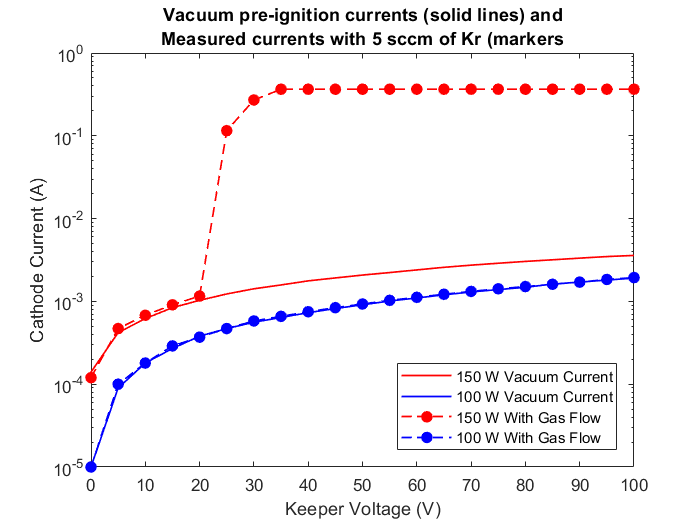 Vacuum pre-ignition currents (solid lines) and
Measured currents with 5 sccm of Kr (markers
10^0
10^-1
10^-2
10^-3
10^-4
10^-5
Cathode Current (A)
150 W Vacuum Current
100 W Vacuum Current
150 W With Gas Flow
100 W With Gas Flow
0 10 20 30 40 50 60 70 80 90 100
Keeper Voltage (V)